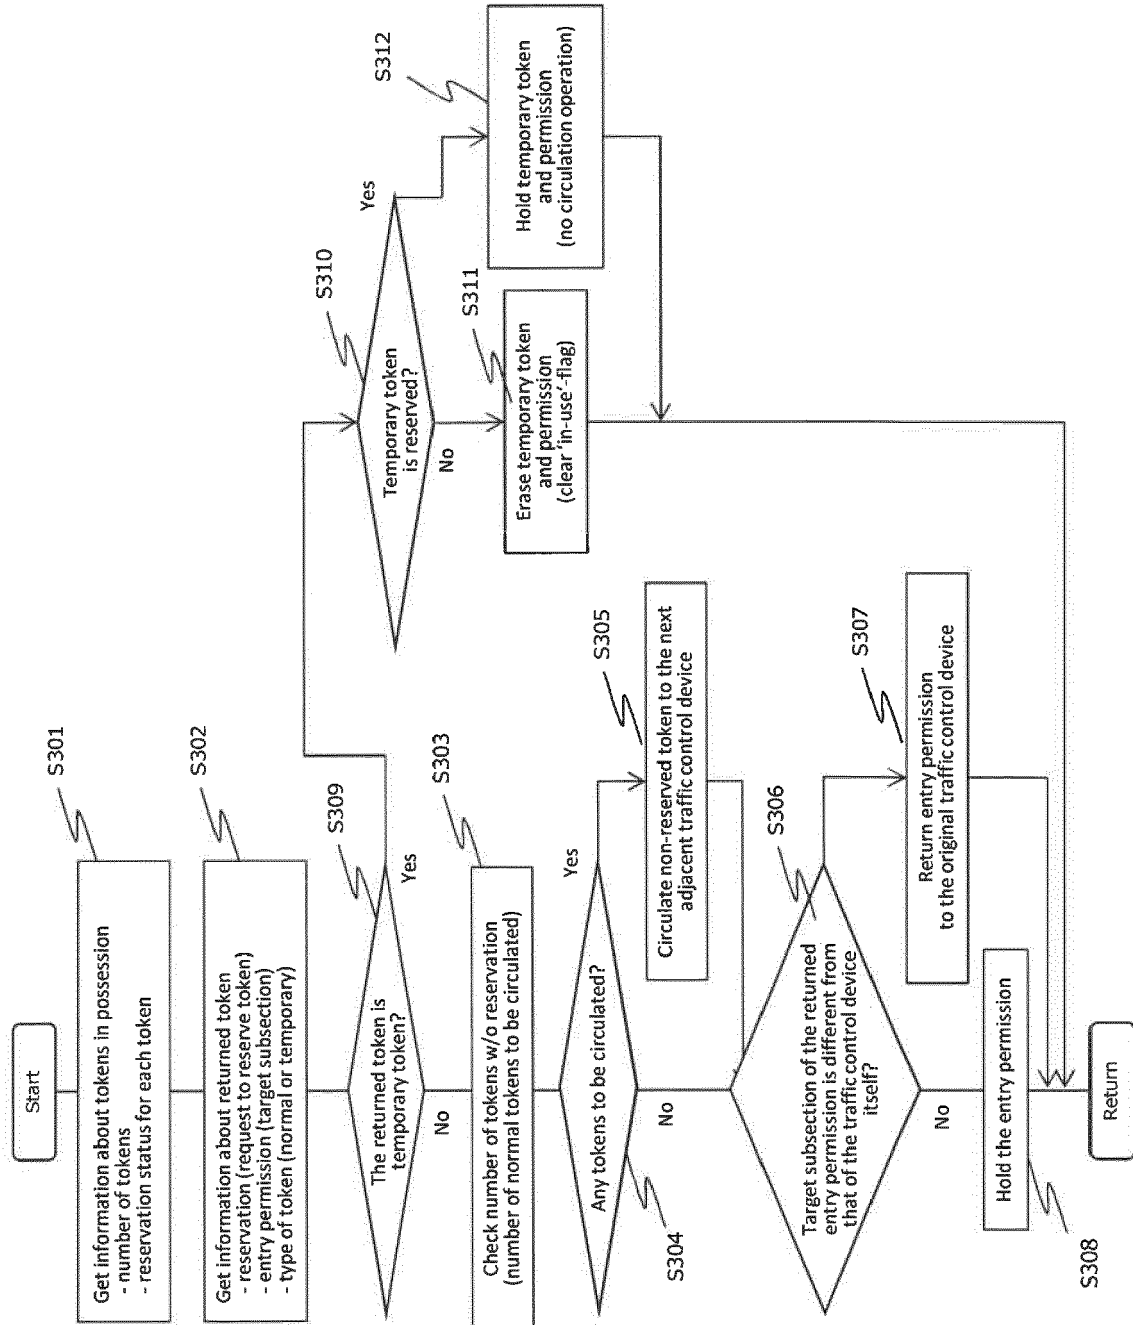 Start
S301
Get information about tokens in possession
- number of tokens
- reservation status for each token
S302
Get information about returned token
- reservation (request to reserve token)
- entry permission (target subsection)
- type of token (normal or temporary)
S309
The returned token is
temporary token?
Yes
No
S310
Temporary token
is reserved?
Yes
No
S312
Hold temporary token
and permission
(no circulation operation)
S311
Erase temporary token
and permission
(clear 'in-use'-flag)
S303
Check number of tokens w/o reservation
(number of normal tokens to be circulated)
Any tokens to be circulated?
Yes
No
S304
S305
Circulate non-reserved token to the next
adjacent traffic control device
S306
Target subsection of the returned
entry permission is different from
that of the traffic control device
itself?
No
S307
Return entry permission
to the original traffic control device
Hold the entry permission
S308
Return